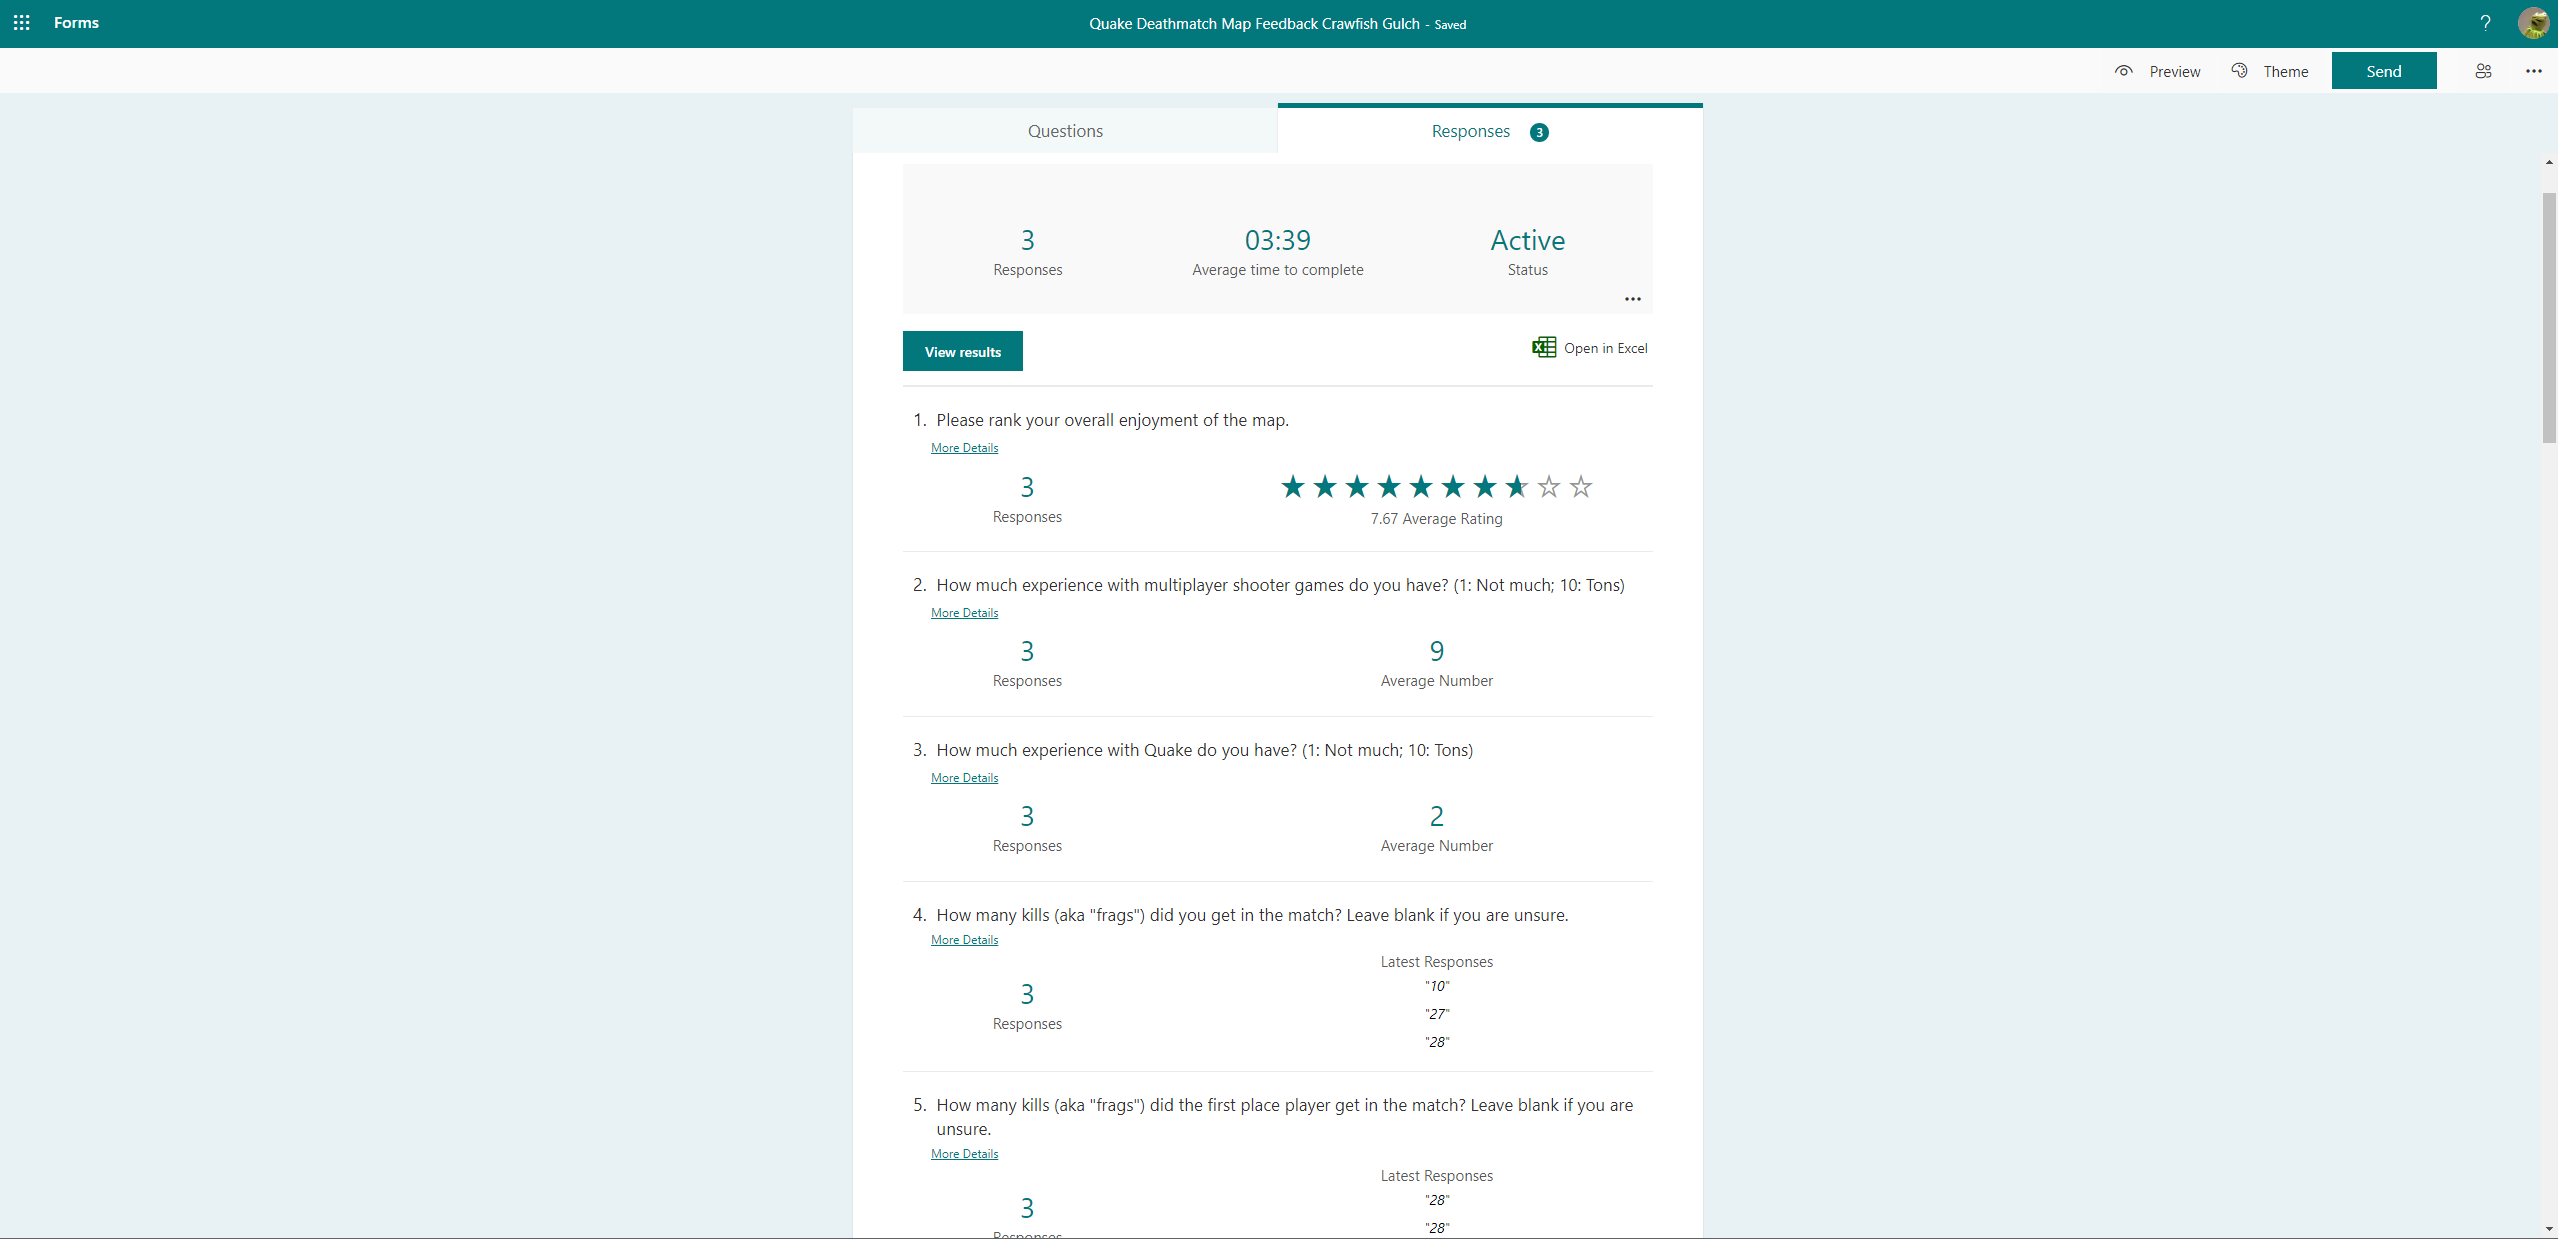 Forms
Quake Deathmatch Map Feedback Crawfish Gulch - Saved
?
Preview
Theme
Send
Questions
Responses 3
3
Responses
03:39
Average time to complete
Active
Status
View results
Open in Excel
1. Please rank your overall enjoyment of the map.
More Details
3
Responses
7.67 Average Rating
2. How much experience with multiplayer shooter games do you have? (1: Not much; 10: Tons)
More Details
3
Responses
9
Average Number
3. How much experience with Quake do you have? (1: Not much; 10: Tons)
More Details
3
Responses
2
Average Number
4. How many kills (aka "frags") did you get in the match? Leave blank if you are unsure.
More Details
3
Responses
Latest Responses
"10"
"27"
"28"
5. How many kills (aka "frags") did the first place player get in the match? Leave blank if you are
unsure.
More Details
3
Responses
Latest Responses
"28"
"28"